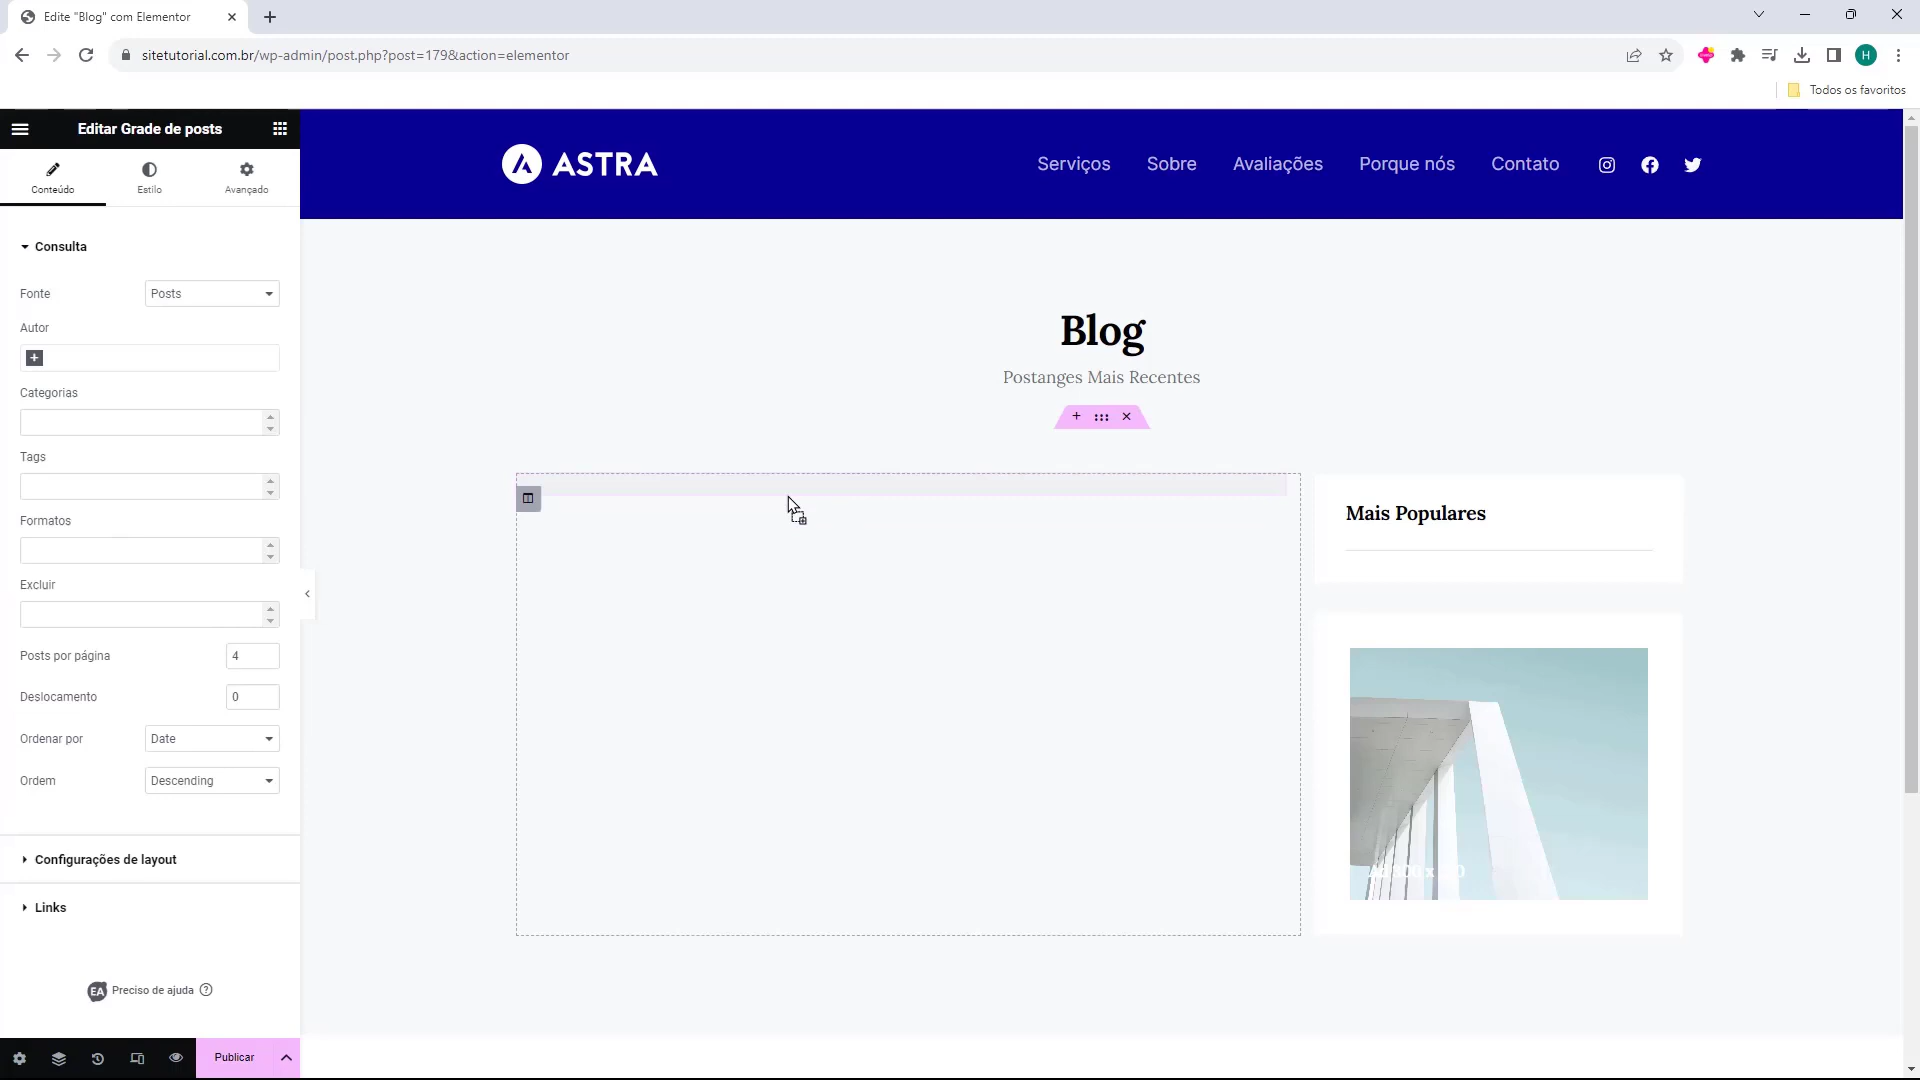 Edite "Blog" com Elementor
sitetutorial.com.br/wp-admin/post.php?post=179&action=elementor
H
Todos os favoritos
Editar Grade de posts
Conteúdo
Estilo
Avançado
Consulta
Fonte
Posts
Autor
Categorias
Tags
Formatos
Excluir
Posts por página
4
Deslocamento
0
Ordenar por
Date
Ordem
Descending
Configurações de layout
Links
EA Preciso de ajuda
Publicar
ASTRA
Serviços
Sobre
Avaliações
Porque nós
Contato
Blog
Postanges Mais Recentes
Mais Populares